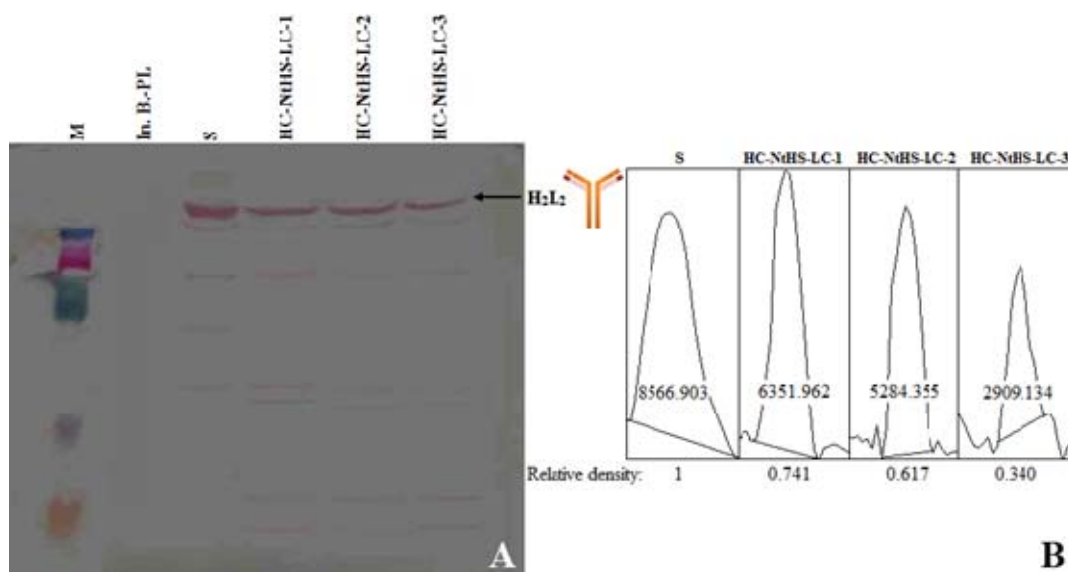 M
In. B.-PL
S
HC-NtHS-LC-1
HC-NtHS-LC-2
HC-NtHS-LC-3
H₂L₂
A
S
HC-NtHS-LC-1
HC-NtHS-LC-2
HC-NtHS-LC-3
8566.903
6351.962
5284.355
2909.134
Relative density: 1 0.741 0.617 0.340
B